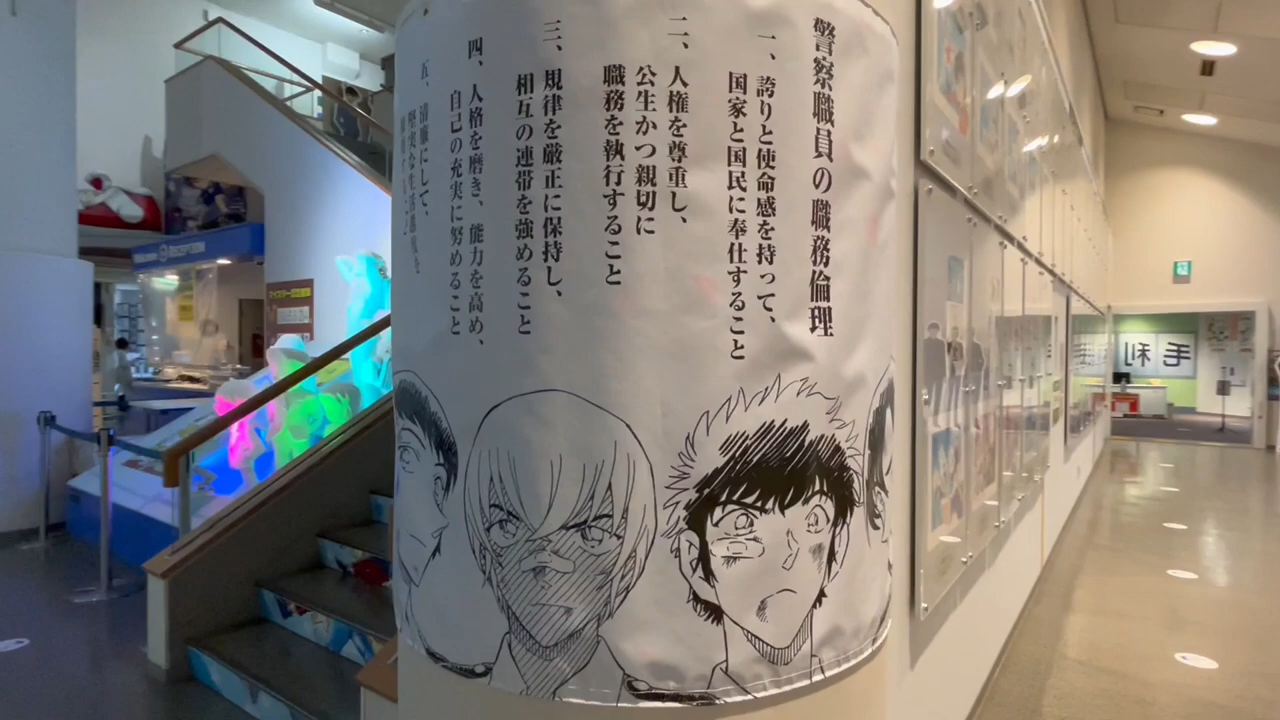 警察職員の職務倫理
一、誇りと使命感を持って、
国家と国民に奉仕すること
二、人権を尊重し、
公生かつ親切に
職務を執行すること
三、規律を厳正に保持し、
相互の連帯を強めること
四、人格を磨き、能力を高め、
自己の充実に努めること
五、清廉にして、
毛利